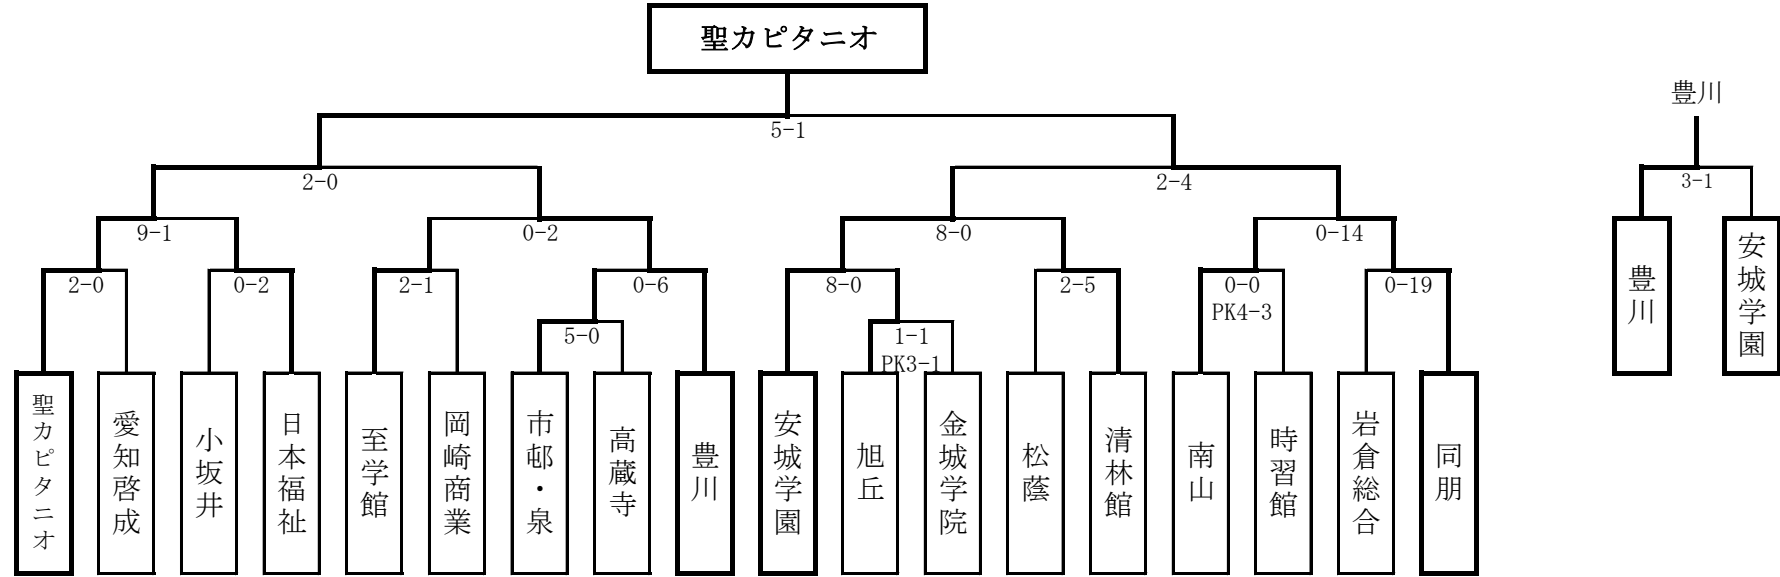 聖カピタニオ
豊川
5-1
2-0
2-4
3-1
9-1
0-2
8-0
0-14
2-0
0-2
2-1
0-6
8-0
2-5
0-0
PK4-3
0-19
5-0
1-1
PK3-1
豊川
安城学園
聖カピタニオ
愛知啓成
小坂井
日本福祉
至学館
岡崎商業
市邨・泉
高蔵寺
豊川
安城学園
旭丘
金城学院
松蔭
清林館
南山
時習館
岩倉総合
同朋